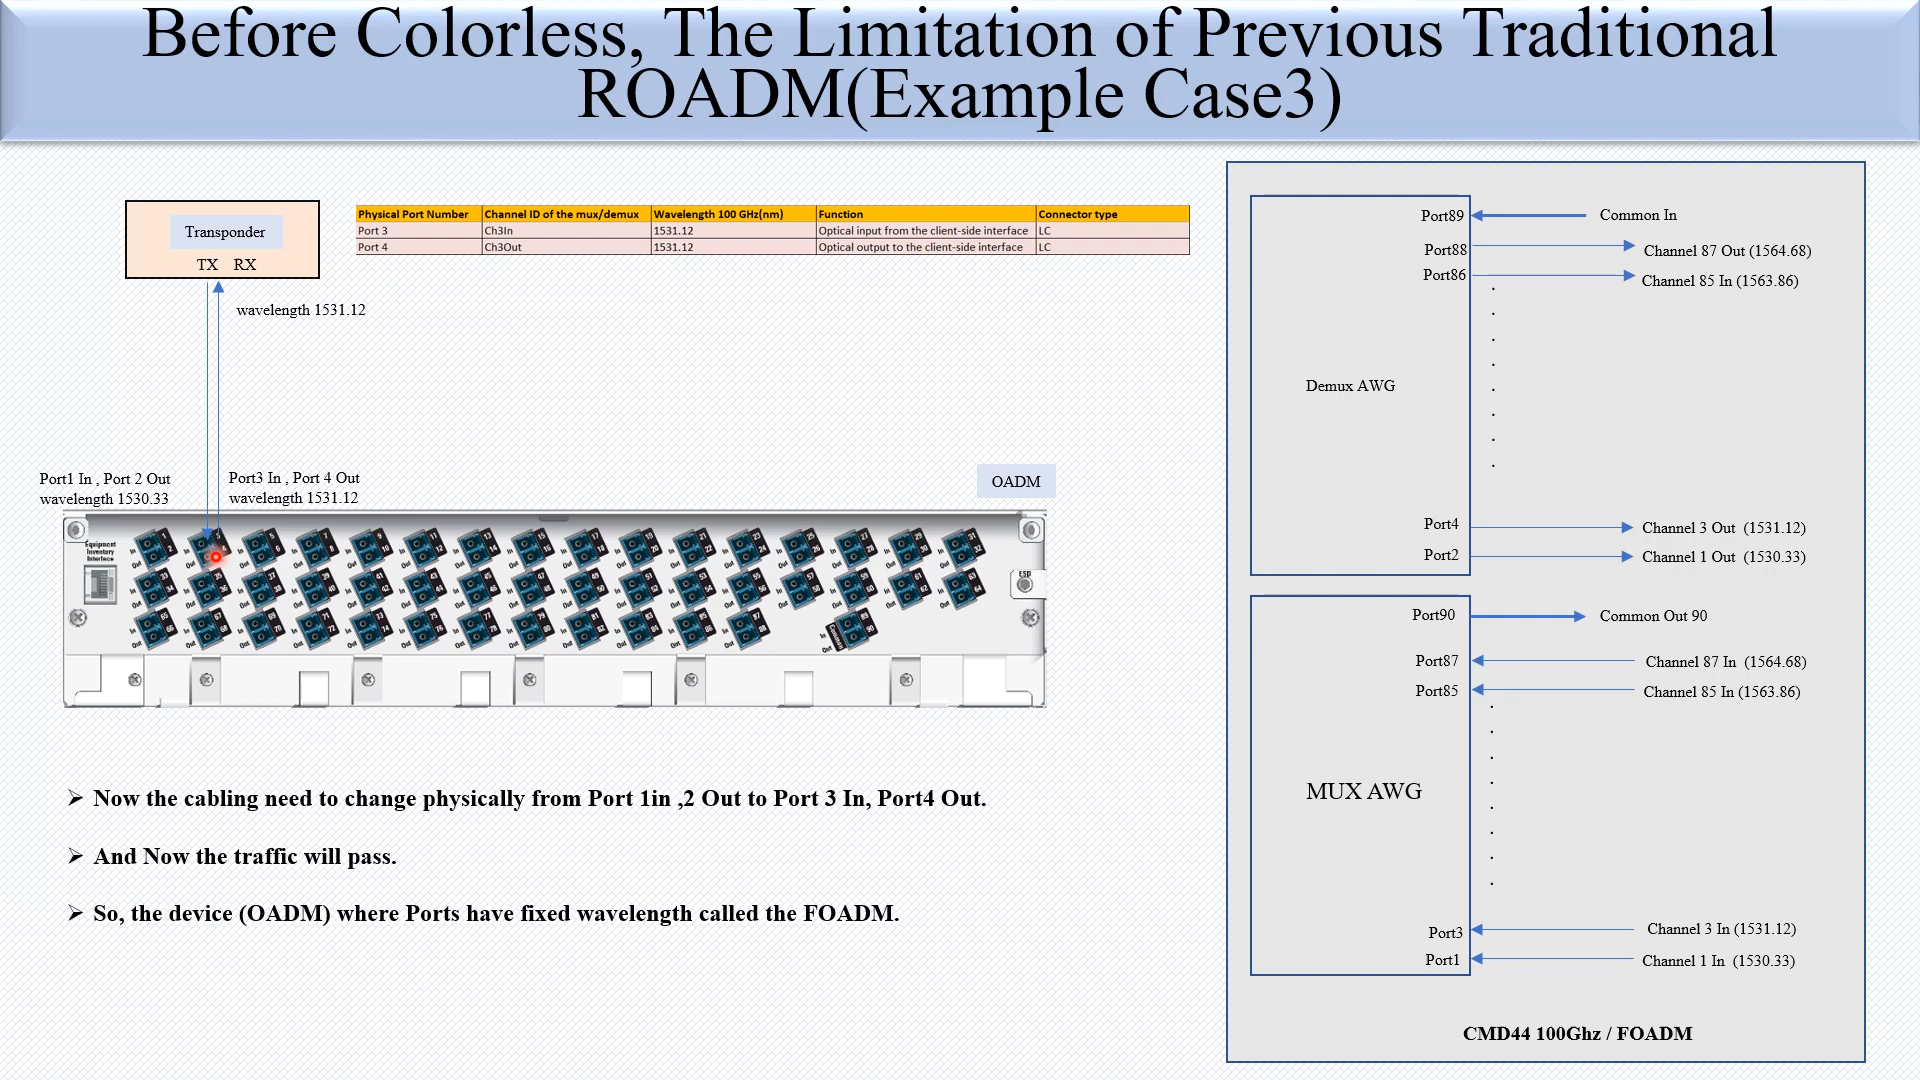 Before Colorless, The Limitation of Previous Traditional
ROADM(Example Case3)
Transponder
TX RX
Physical Port Number Channel ID of the mux/demux Wavelength 100 GHz(nm) Function Connector type
Port 3 Ch3In 1531.12 Optical input from the client-side interface LC
Port 4 Ch3Out 1531.12 Optical output to the client-side interface LC
wavelength 1531.12
Port1 In , Port 2 Out
wavelength 1530.33
Port3 In , Port 4 Out
wavelength 1531.12
OADM
Equipment
Inventory
Interface
ESD
Now the cabling need to change physically from Port 1in ,2 Out to Port 3 In, Port4 Out.
And Now the traffic will pass.
So, the device (OADM) where Ports have fixed wavelength called the FOADM.
Port89 Common In
Port88 Channel 87 Out (1564.68)
Port86 Channel 85 In (1563.86)
Demux AWG
Port4 Channel 3 Out (1531.12)
Port2 Channel 1 Out (1530.33)
Port90 Common Out 90
Port87 Channel 87 In (1564.68)
Port85 Channel 85 In (1563.86)
MUX AWG
Port3 Channel 3 In (1531.12)
Port1 Channel 1 In (1530.33)
CMD44 100Ghz / FOADM